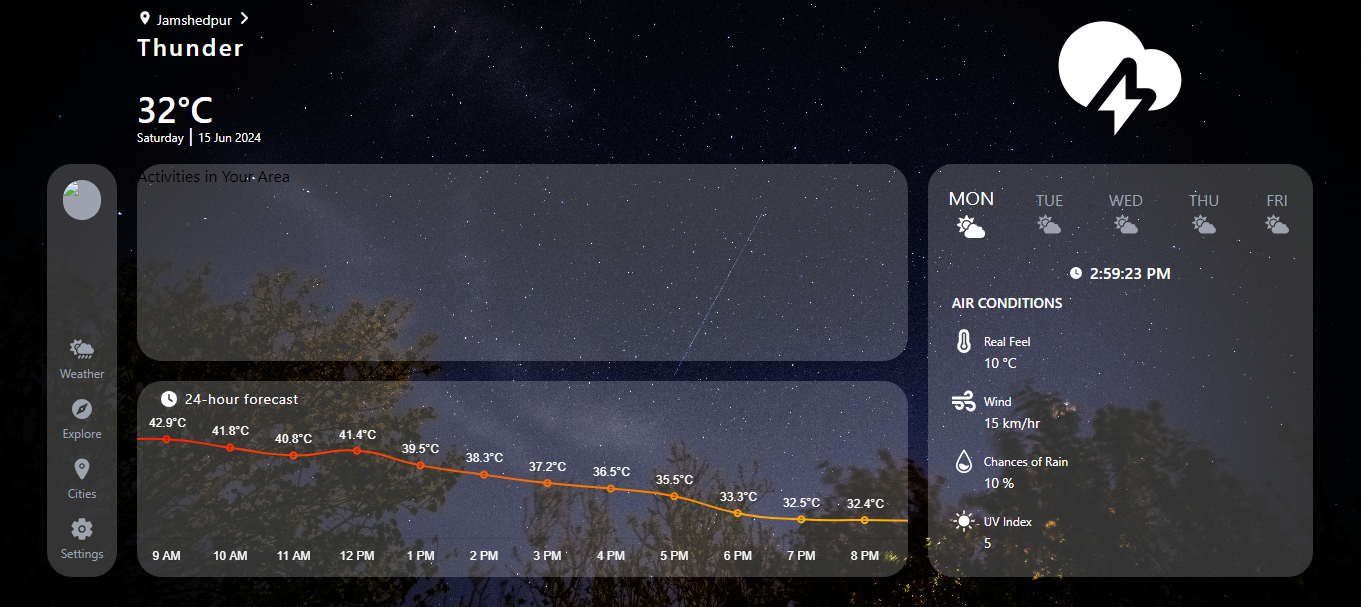 Jamshedpur
Thunder
32°C
Saturday | 15 Jun 2024
Weather
Explore
Cities
Settings
Activities in Your Area
24-hour forecast
42.9°C 41.8°C 40.8°C 41.4°C 39.5°C 38.3°C 37.2°C 36.5°C 35.5°C 33.3°C 32.5°C 32.4°C
9 AM 10 AM 11 AM 12 PM 1 PM 2 PM 3 PM 4 PM 5 PM 6 PM 7 PM 8 PM
MON TUE WED THU FRI
2:59:23 PM
AIR CONDITIONS
Real Feel
10 °C
Wind
15 km/hr
Chances of Rain
10 %
UV Index
5